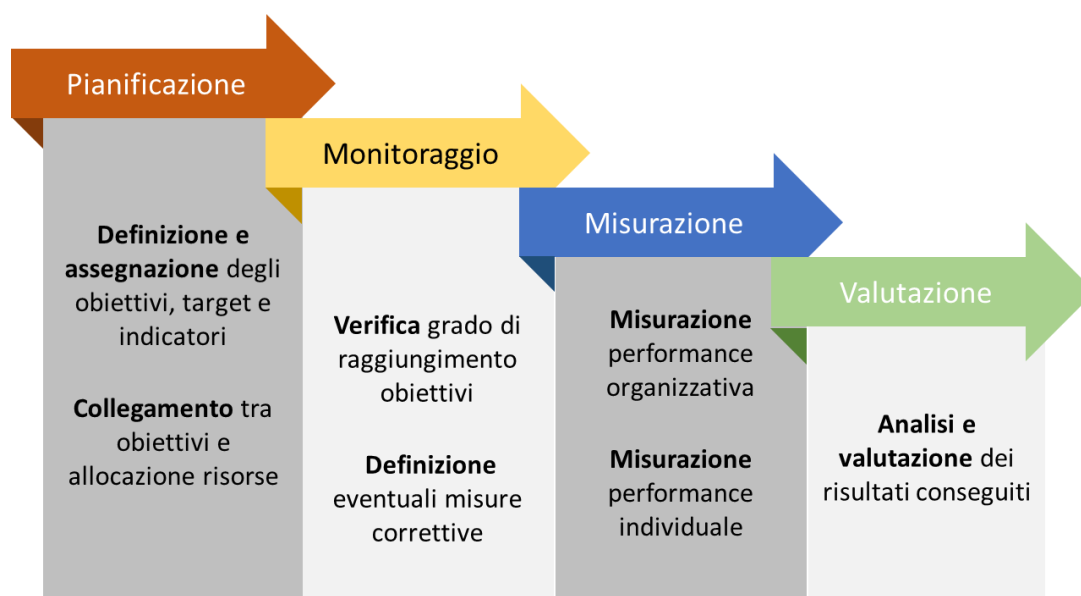 Pianificazione
Definizione e
assegnazione degli
obiettivi, target e
indicatori
Collegamento tra
obiettivi e
allocazione risorse
Monitoraggio
Verifica grado di
raggiungimento
obiettivi
Definizione
eventuali misure
correttive
Misurazione
Misurazione
performance
organizzativa
Misurazione
performance
individuale
Valutazione
Analisi e
valutazione dei
risultati conseguiti